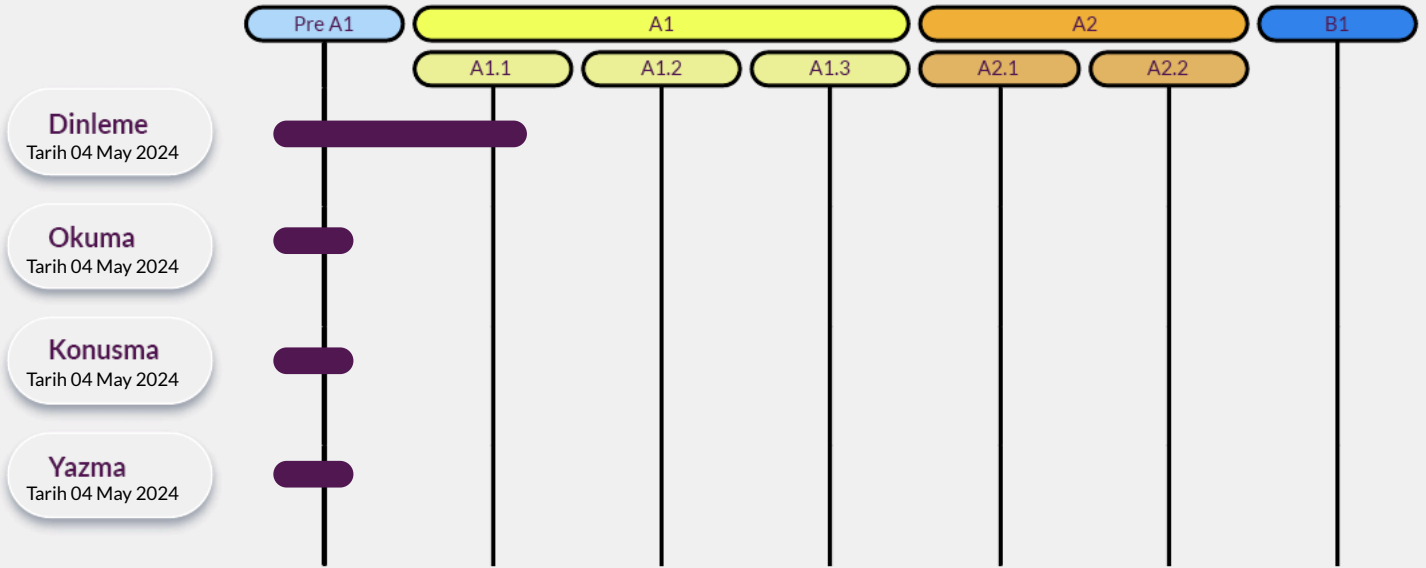 Pre A1
A1
A2
B1
A1.1
A1.2
A1.3
A2.1
A2.2
Dinleme
Tarih 04 May 2024
Okuma
Tarih 04 May 2024
Konusma
Tarih 04 May 2024
Yazma
Tarih 04 May 2024